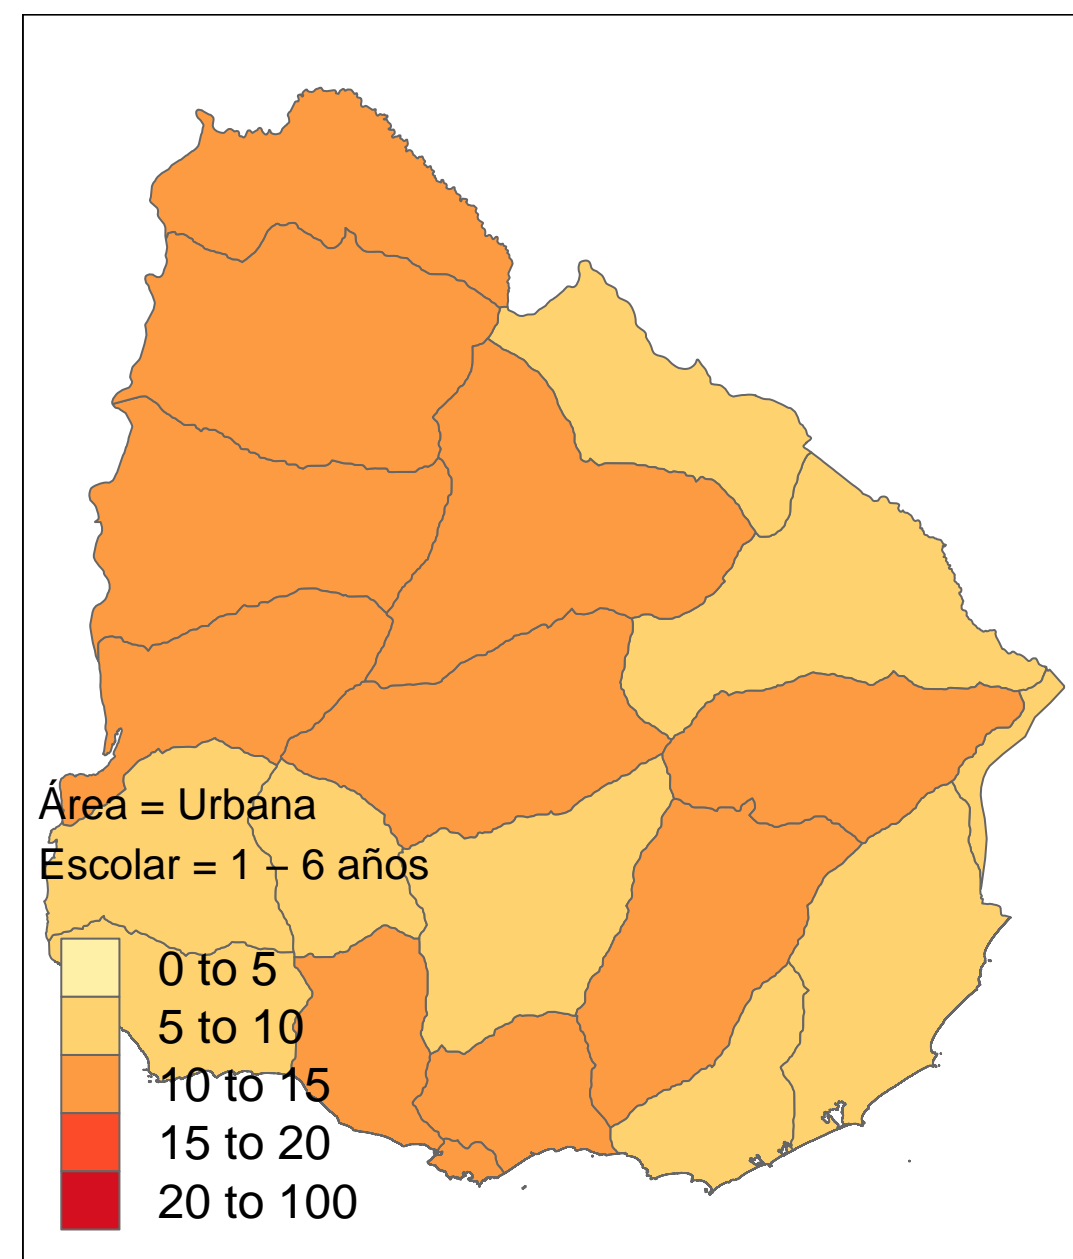 Área = Urbana
Escolar = 1 – 6 años
0 to 5
5 to 10
10 to 15
15 to 20
20 to 100